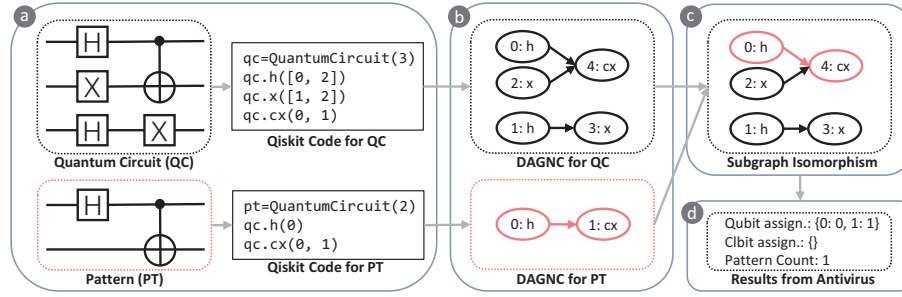 a
H
X
H
X
Quantum Circuit (QC)
qc=QuantumCircuit(3)
qc.h([0, 2])
qc.x([1, 2])
qc.cx(0, 1)
Qiskit Code for QC
H
Pattern (PT)
pt=QuantumCircuit(2)
qc.h(0)
qc.cx(0, 1)
Qiskit Code for PT
b
0: h
4: cx
2: x
1: h
3: x
DAGNC for QC
0: h
1: cx
DAGNC for PT
c
0: h
4: cx
2: x
1: h
3: x
Subgraph Isomorphism
d
Qubit assign.: {0: 0, 1: 1}
Clbit assign.: {}
Pattern Count: 1
Results from Antivirus